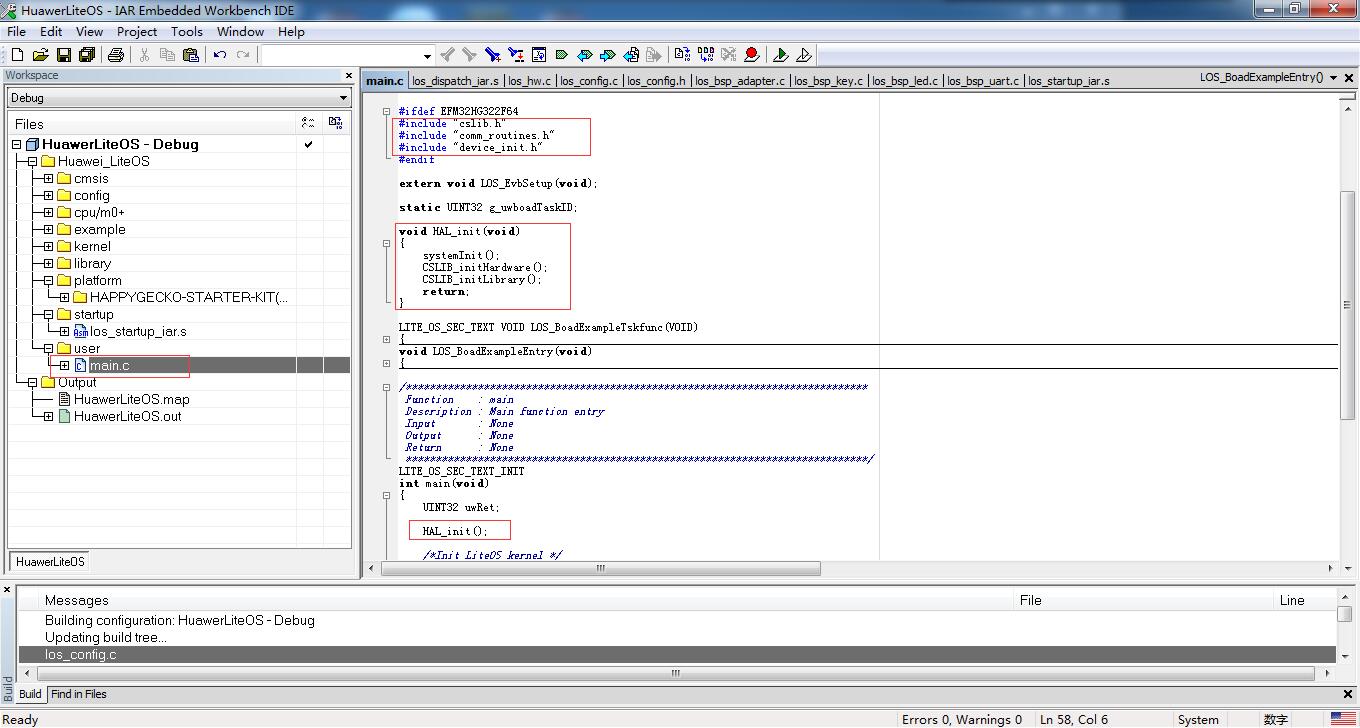 HuawerLiteOS - IAR Embedded Workbench IDE
File Edit View Project Tools Window Help
Workspace
Debug
Files
HuawerLiteOS - Debug
Huawei_LiteOS
cmsis
config
cpu/m0+
example
kernel
library
platform
HAPPYGECKO-STARTER-KIT(...
startup
los_startup_iar.s
user
main.c
Output
HuawerLiteOS.map
HuawerLiteOS.out
HuawerLiteOS
main.c los_dispatch_iar.s los_hw.c los_config.c los_config.h los_bsp_adapter.c los_bsp_key.c los_bsp_led.c los_bsp_uart.c los_startup_iar.s
LOS_BoadExampleEntry()
#ifdef EFM32HG322F64
#include "cslib.h"
#include "comm_routines.h"
#include "device_init.h"
#endif
extern void LOS_EvbSetup(void);
static UINT32 g_uwboadTaskID;
void HAL_init(void)
{
systemInit();
CSLIB_initHardware();
CSLIB_initLibrary();
return;
}
LITE_OS_SEC_TEXT VOID LOS_BoadExampleTskfunc(VOID)
{
void LOS_BoadExampleEntry(void)
{
/*****************************************************************************
Function : main
Description : Main function entry
Input : None
Output : None
Return : None
*****************************************************************************/
LITE_OS_SEC_TEXT_INIT
int main(void)
{
UINT32 uwRet;
HAL_init();
/*Init LiteOS kernel */
Messages File Line
Building configuration: HuawerLiteOS - Debug
Updating build tree...
los_config.c
Build
Build Find in Files
Ready Errors 0, Warnings 0 Ln 58, Col 6 System 数字